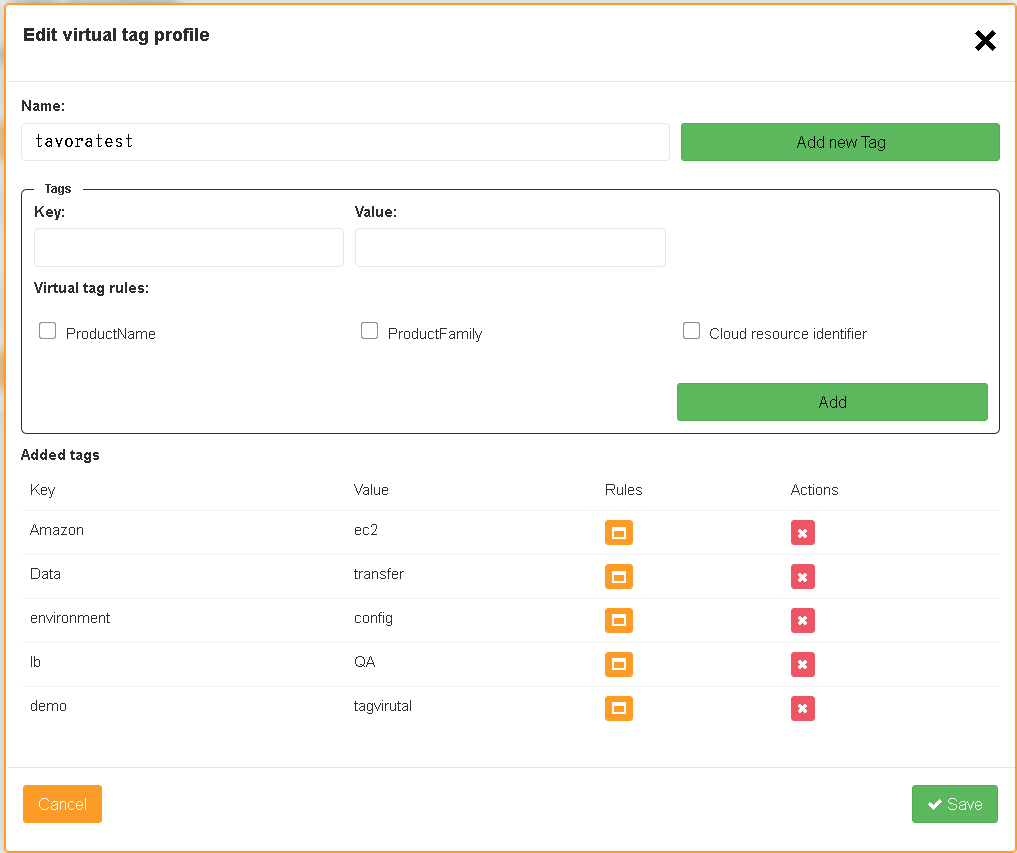 Edit virtual tag profile
Name:
tavoratest
Add new Tag
Tags
Key: Value:
Virtual tag rules:
ProductName ProductFamily Cloud resource identifier
Add
Added tags
Key Value Rules Actions
Amazon ec2
Data transfer
environment config
lb QA
demo tagvirutal
Cancel Save